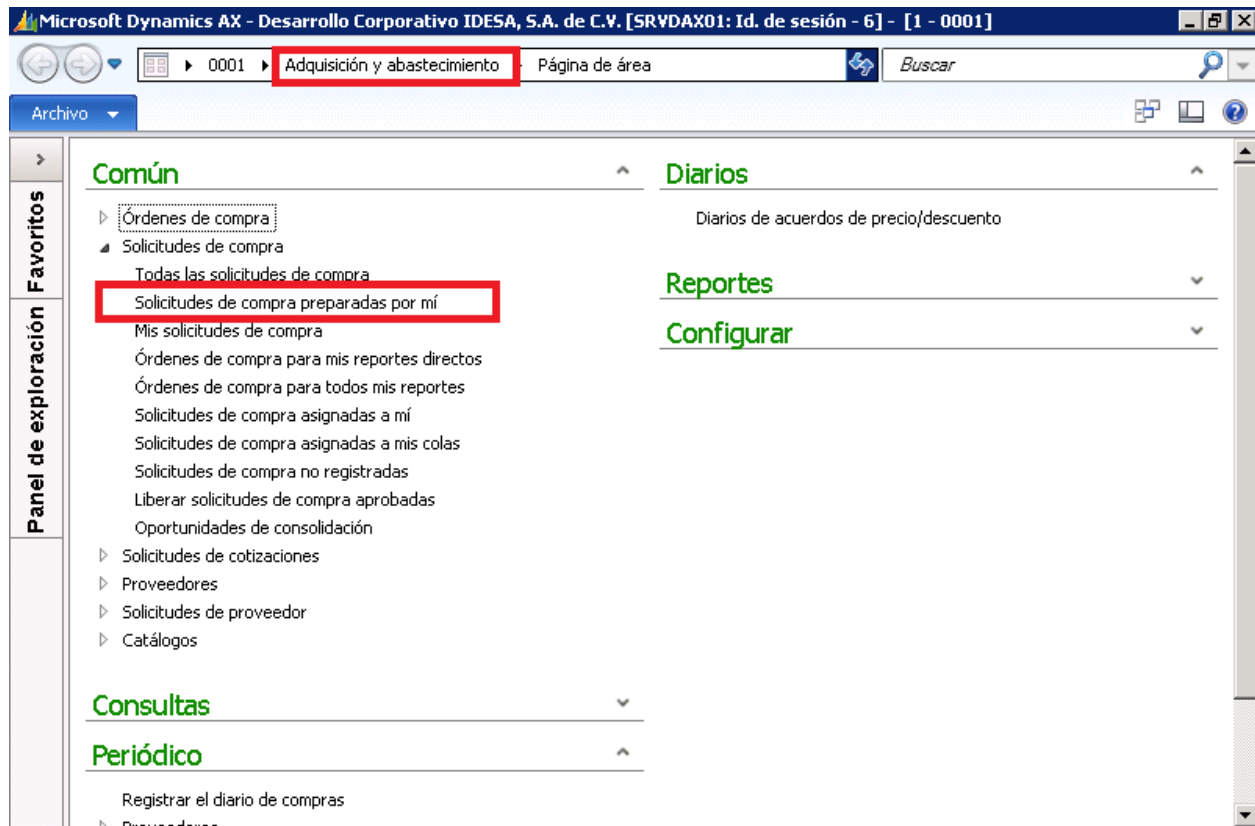 Microsoft Dynamics AX - Desarrollo Corporativo IDESA, S.A. de C.V. [SRVDAX01: Id. de sesión - 6] - [1 - 0001]
0001 Adquisición y abastecimiento Página de área
Buscar
Archivo
Favoritos
Panel de exploración
Común
Órdenes de compra
Solicitudes de compra
Todas las solicitudes de compra
Solicitudes de compra preparadas por mí
Mis solicitudes de compra
Órdenes de compra para mis reportes directos
Órdenes de compra para todos mis reportes
Solicitudes de compra asignadas a mí
Solicitudes de compra asignadas a mis colas
Solicitudes de compra no registradas
Liberar solicitudes de compra aprobadas
Oportunidades de consolidación
Solicitudes de cotizaciones
Proveedores
Solicitudes de proveedor
Catálogos
Consultas
Periódico
Registrar el diario de compras
Proveedores
Diarios
Diarios de acuerdos de precio/descuento
Reportes
Configurar